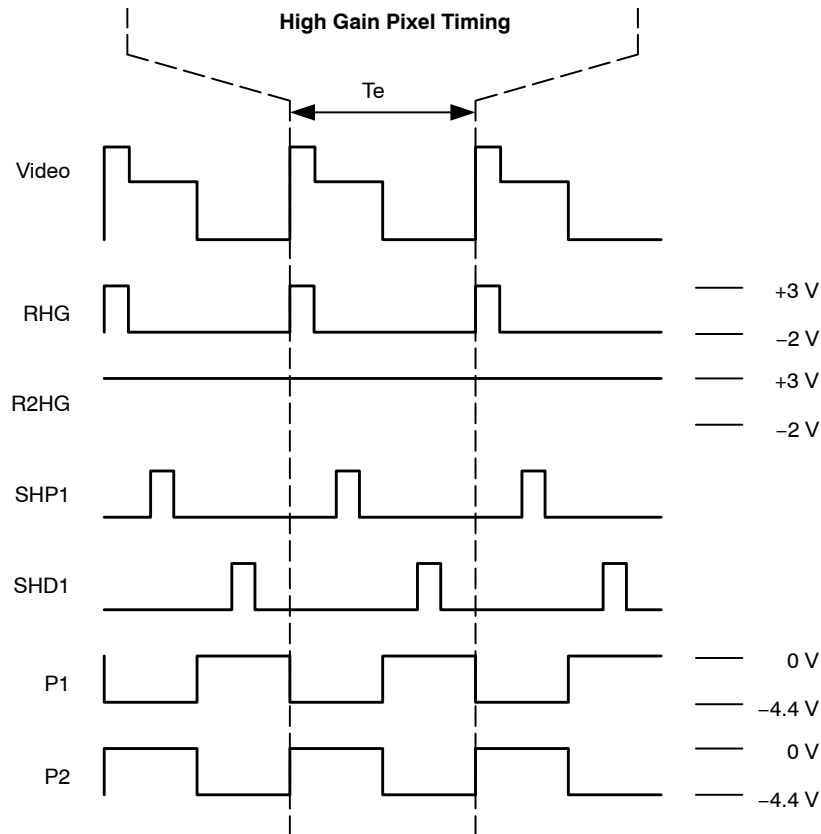 High Gain Pixel Timing
Te
Video
RHG
+3 V
−2 V
R2HG
+3 V
−2 V
SHP1
SHD1
P1
0 V
−4.4 V
P2
0 V
−4.4 V